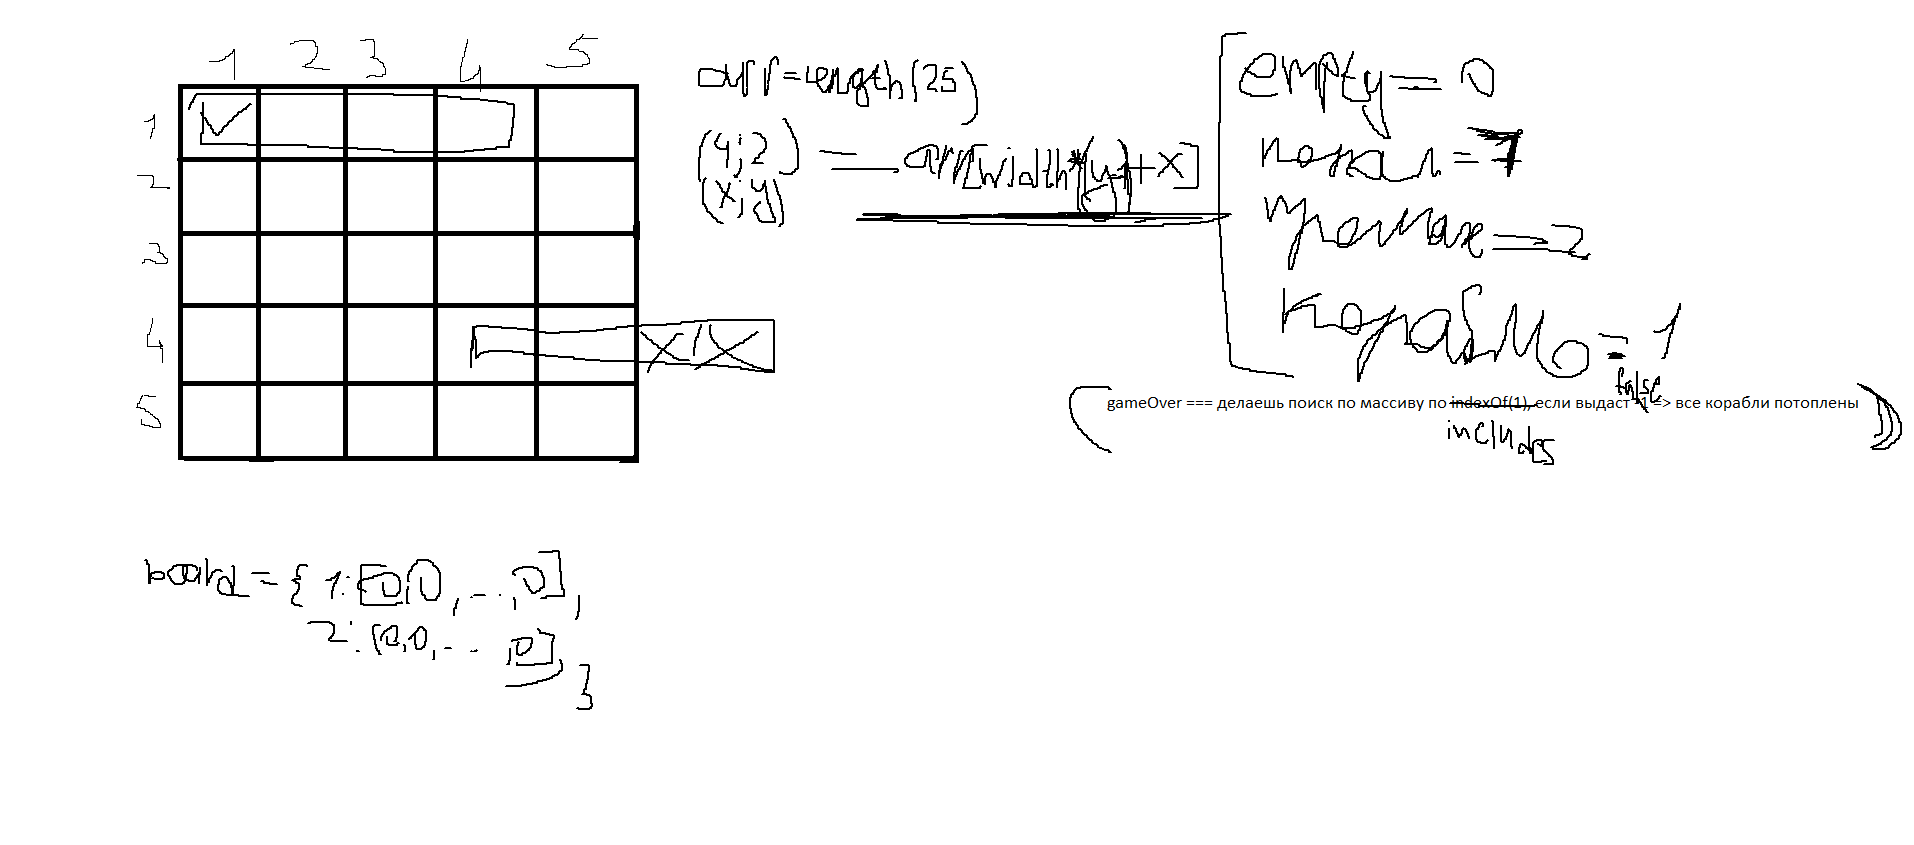 1 2 3 4 5
1
2
3
4
5
arr=length(25)
(4;2) = arr[width*(y-1)+x]
(x;y)
empty = 0
попал = 7
промах = 2
корабль = 1
false
gameOver === делаешь поиск по массиву по indexOf(1), если выдаст -1 => все корабли потоплены
includes
board = { 1: [0,0, ..., 0],
2: [0,0, ... ,0],
}